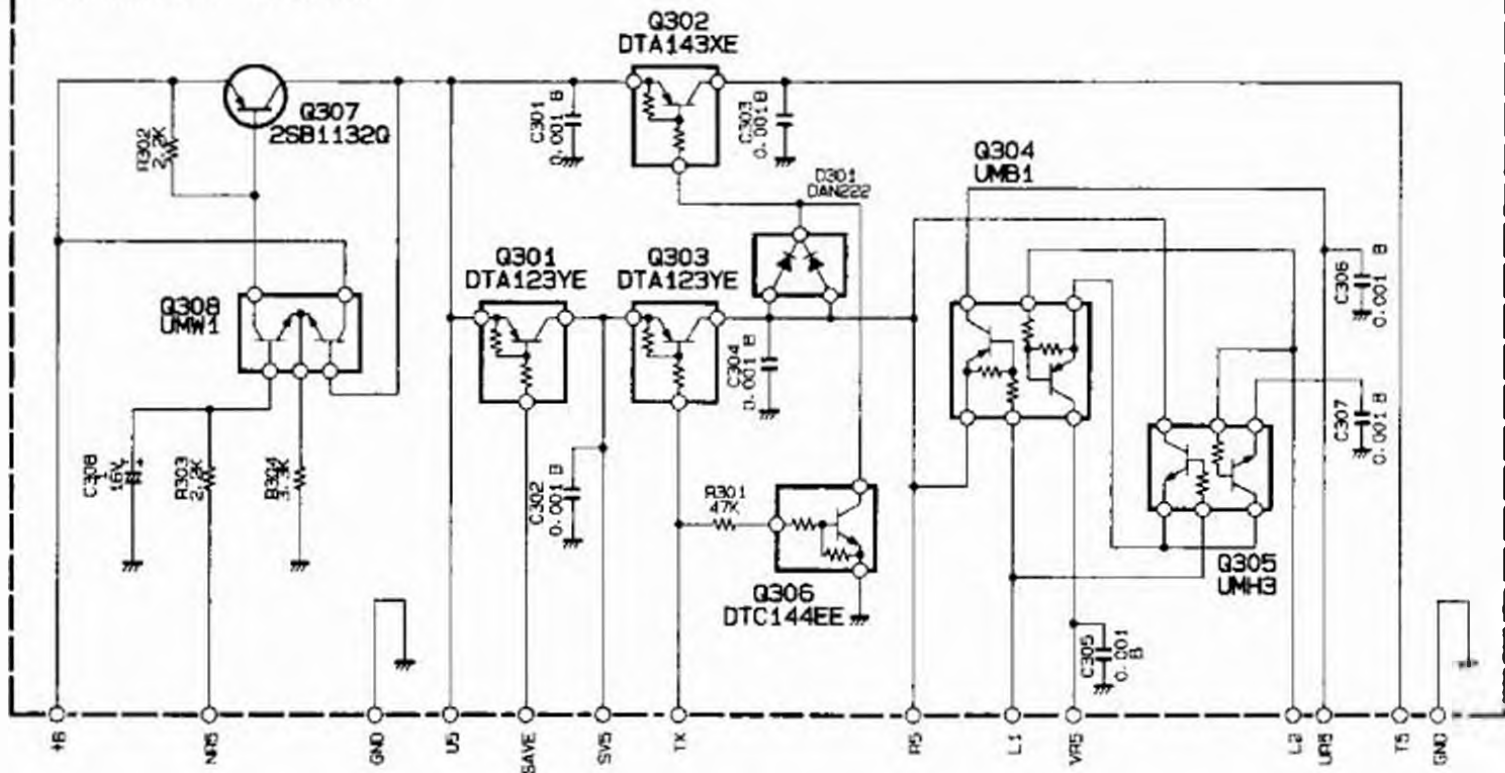 Q302
DTA143XE
Q307
2SB1132Q
R302
2.2K
C301
0.001 B
C303
0.001 B
D301
DAN222
Q304
UMB1
Q301
DTA123YE
Q303
DTA123YE
Q308
UMW1
C304
0.001 B
C306
0.001 B
C307
0.001 B
C308
1
16V
+
R303
2.2K
R304
3.3K
C302
0.001 B
R301
47K
Q306
DTC144EE
Q305
UMH3
C305
0.001
B
+B
GND
U5
SAVE
SV5
TX
R5
L1
VR5
L2
UR5
T5
GND